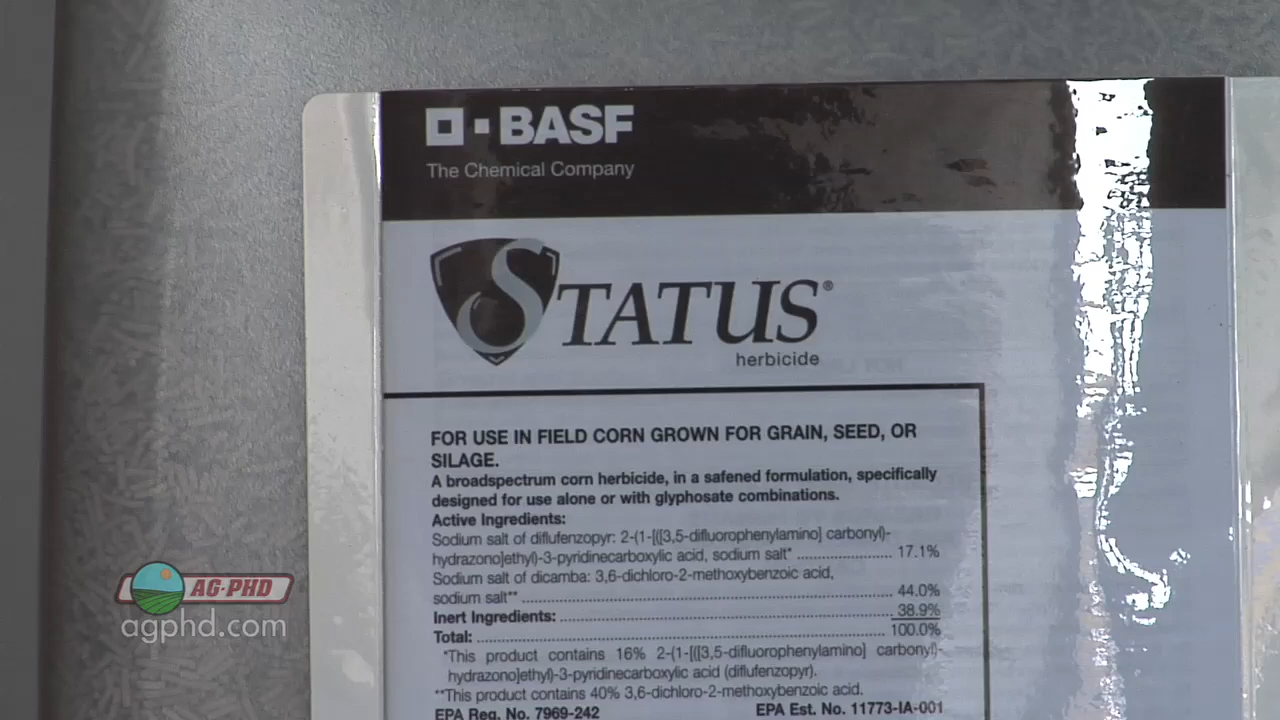 BASF
The Chemical Company
STATUS®
herbicide
FOR USE IN FIELD CORN GROWN FOR GRAIN, SEED, OR
SILAGE.
A broadspectrum corn herbicide, in a safened formulation, specifically
designed for use alone or with glyphosate combinations.
Active Ingredients:
Sodium salt of diflufenzopyr: 2-(1-[([3,5-difluorophenylamino] carbonyl)-
hydrazono]ethyl)-3-pyridinecarboxylic acid, sodium salt* ........................ 17.1%
Sodium salt of dicamba: 3,6-dichloro-2-methoxybenzoic acid,
sodium salt** ........................ 44.0%
Inert Ingredients: ........................ 38.9%
Total: ........................ 100.0%
*This product contains 16% 2-(1-[([3,5-difluorophenylamino] carbonyl)-
hydrazono]ethyl)-3-pyridinecarboxylic acid (diflufenzopyr).
**This product contains 40% 3,6-dichloro-2-methoxybenzoic acid.
EPA Reg. No. 7969-242 EPA Est. No. 11773-IA-001
AG-PHD
agphd.com